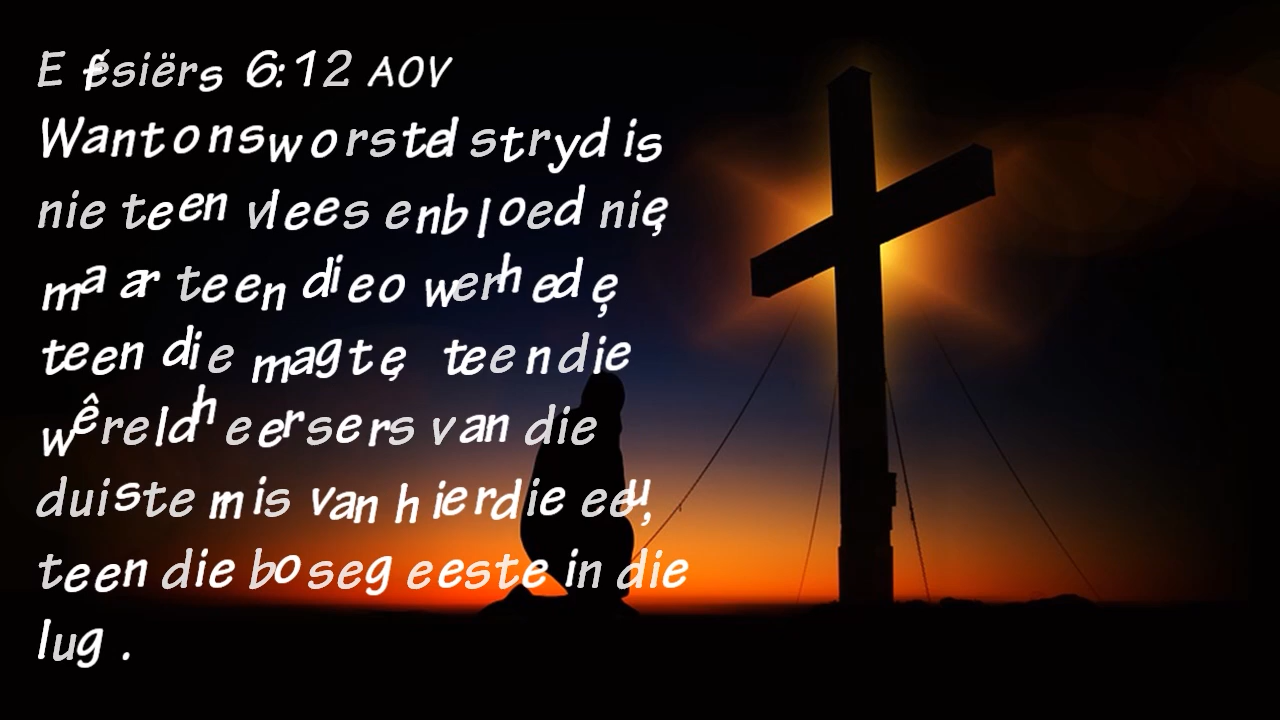 Efésiërs 6:12 AOV
Want ons worstelstryd is
nie teen vlees en bloed nie,
maar teen die owerhede,
teen die magte, teen die
wêreldheersers van die
duisternis van hierdie eeu,
teen die bose geeste in die
lug .